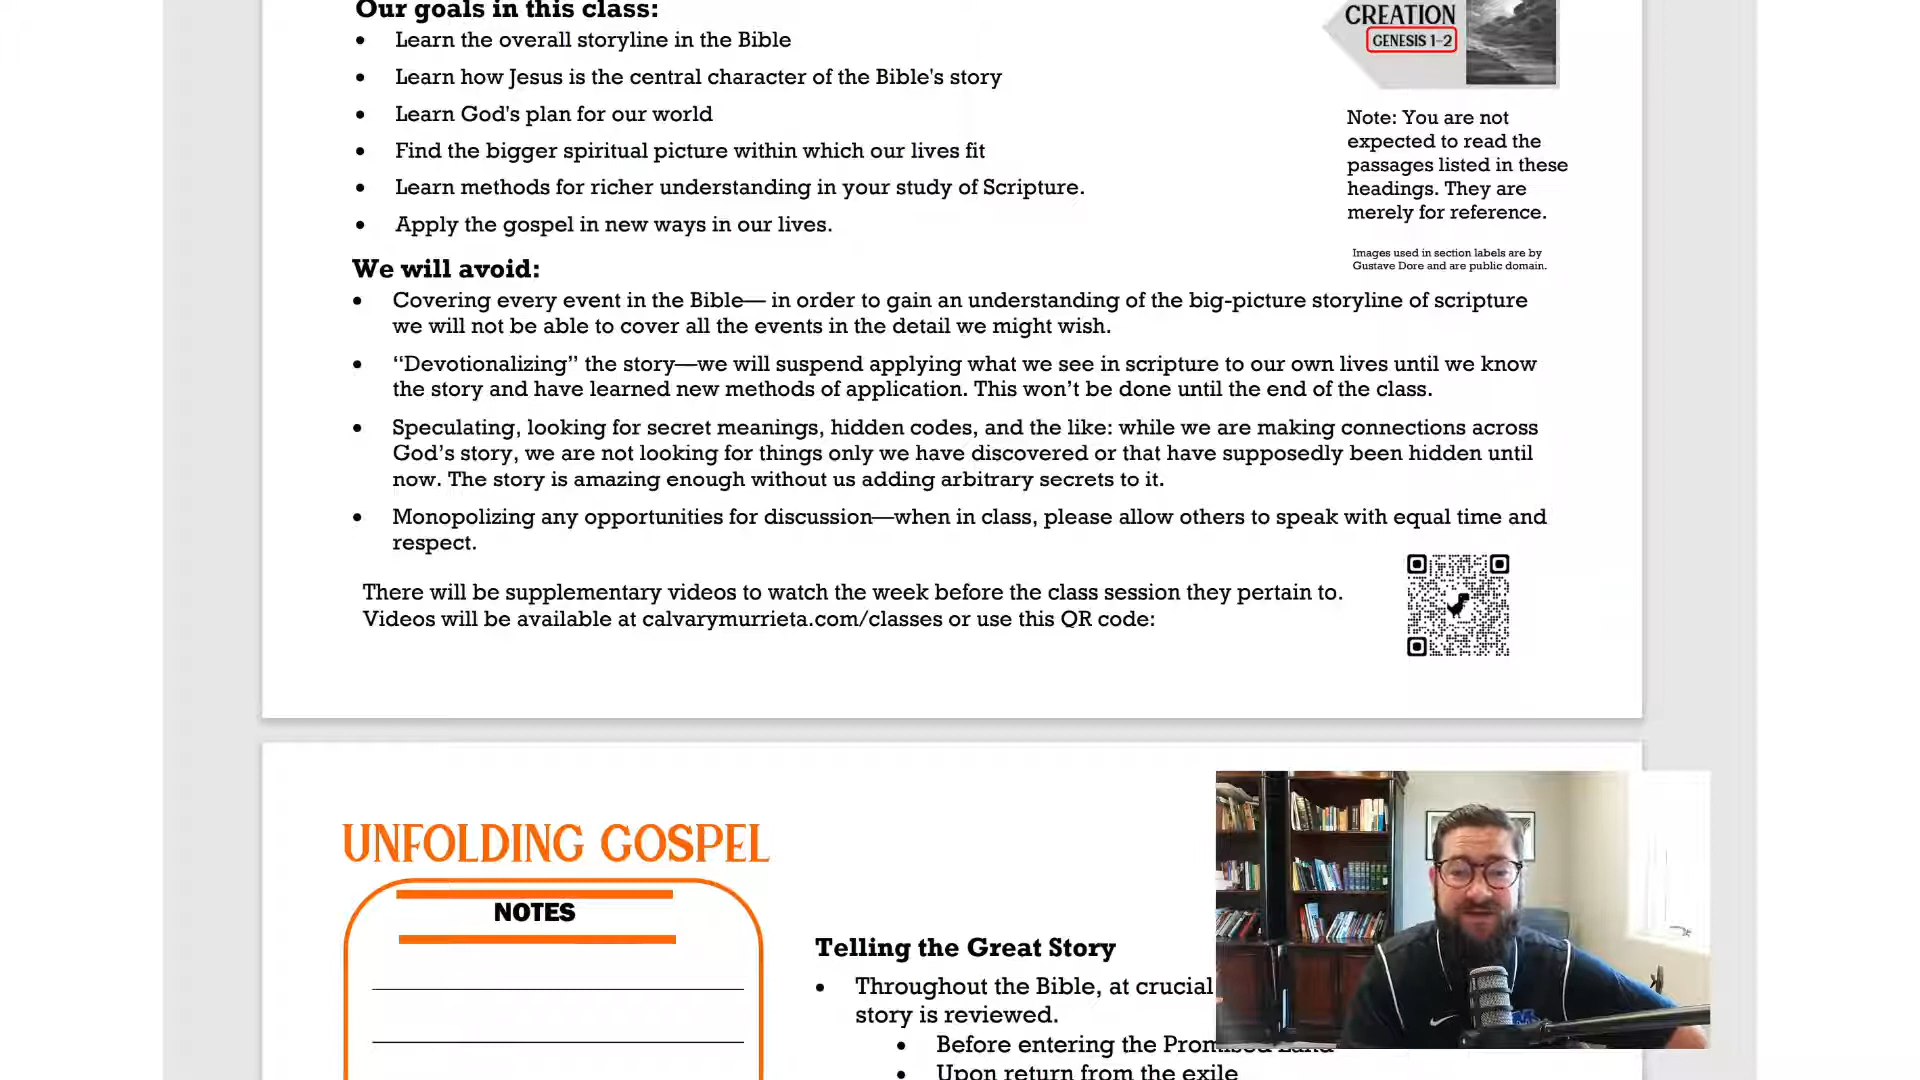 Our goals in this class:
• Learn the overall storyline in the Bible
• Learn how Jesus is the central character of the Bible's story
• Learn God's plan for our world
• Find the bigger spiritual picture within which our lives fit
• Learn methods for richer understanding in your study of Scripture.
• Apply the gospel in new ways in our lives.
CREATION
GENESIS 1-2
Note: You are not
expected to read the
passages listed in these
headings. They are
merely for reference.
Images used in section labels are by
Gustave Dore and are public domain.
We will avoid:
• Covering every event in the Bible— in order to gain an understanding of the big-picture storyline of scripture
we will not be able to cover all the events in the detail we might wish.
• “Devotionalizing” the story—we will suspend applying what we see in scripture to our own lives until we know
the story and have learned new methods of application. This won’t be done until the end of the class.
• Speculating, looking for secret meanings, hidden codes, and the like: while we are making connections across
God’s story, we are not looking for things only we have discovered or that have supposedly been hidden until
now. The story is amazing enough without us adding arbitrary secrets to it.
• Monopolizing any opportunities for discussion—when in class, please allow others to speak with equal time and
respect.
There will be supplementary videos to watch the week before the class session they pertain to.
Videos will be available at calvarymurrieta.com/classes or use this QR code:
UNFOLDING GOSPEL
NOTES
Telling the Great Story
• Throughout the Bible, at crucial
story is reviewed.
• Before entering the Promised Land
• Upon return from the exile